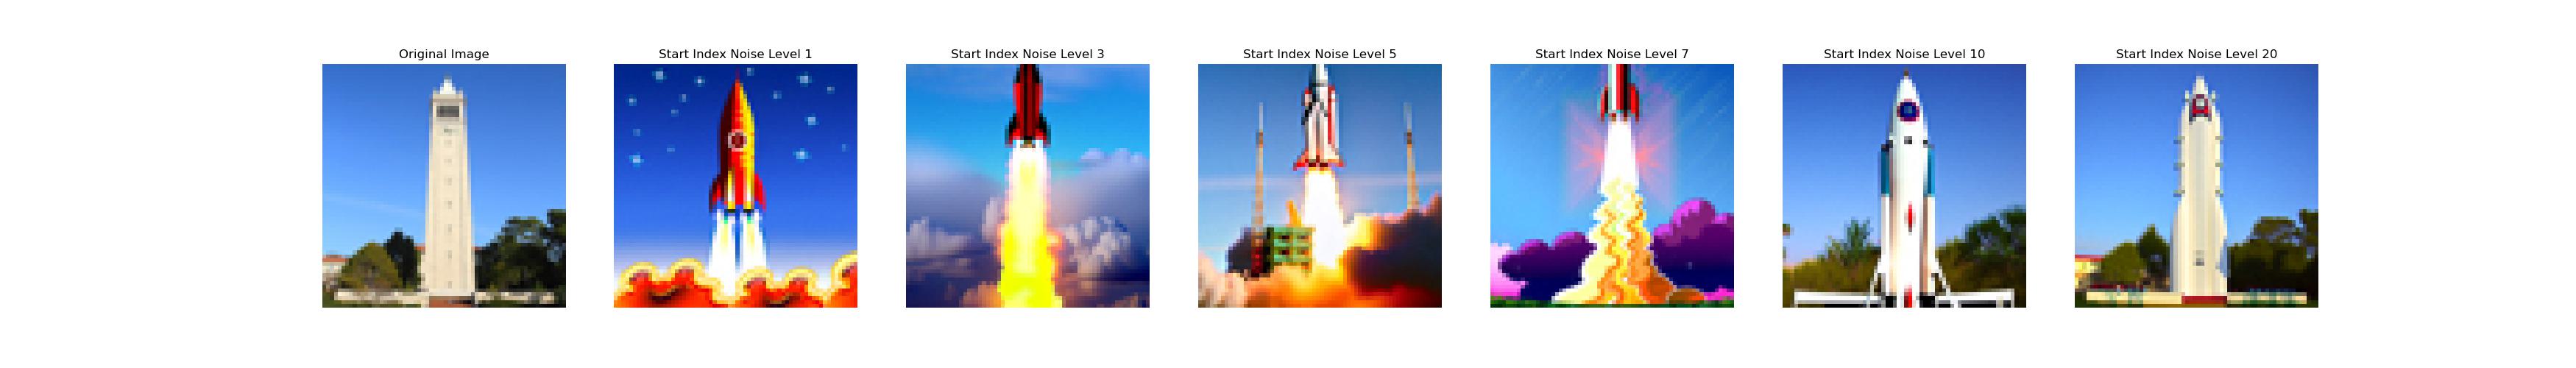 Original Image
Start Index Noise Level 1
Start Index Noise Level 3
Start Index Noise Level 5
Start Index Noise Level 7
Start Index Noise Level 10
Start Index Noise Level 20